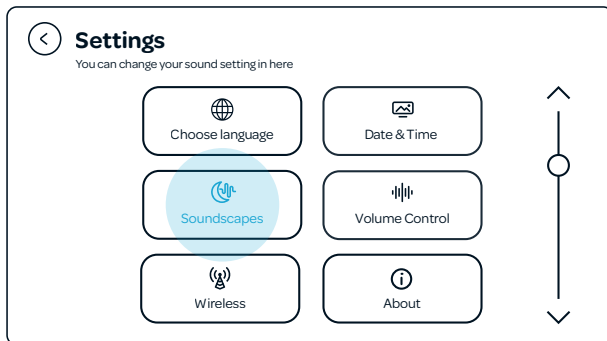 Settings
You can change your sound setting in here
Choose language
Date & Time
Soundscapes
Volume Control
Wireless
About